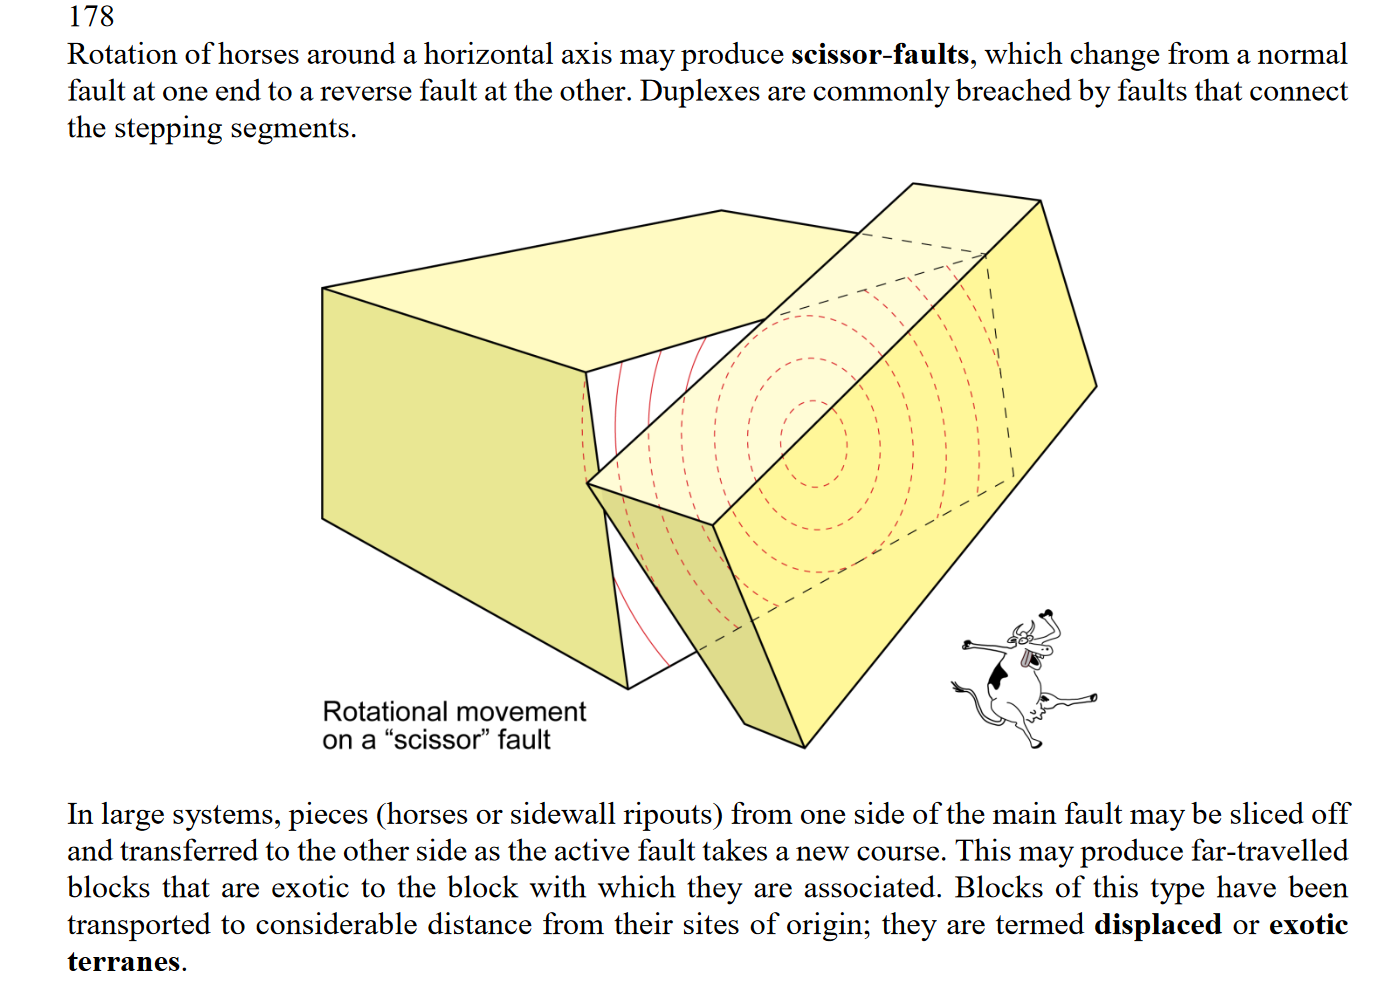 178
Rotation of horses around a horizontal axis may produce scissor-faults, which change from a normal
fault at one end to a reverse fault at the other. Duplexes are commonly breached by faults that connect
the stepping segments.
Rotational movement
on a “scissor” fault
In large systems, pieces (horses or sidewall ripouts) from one side of the main fault may be sliced off
and transferred to the other side as the active fault takes a new course. This may produce far-travelled
blocks that are exotic to the block with which they are associated. Blocks of this type have been
transported to considerable distance from their sites of origin; they are termed displaced or exotic
terranes.